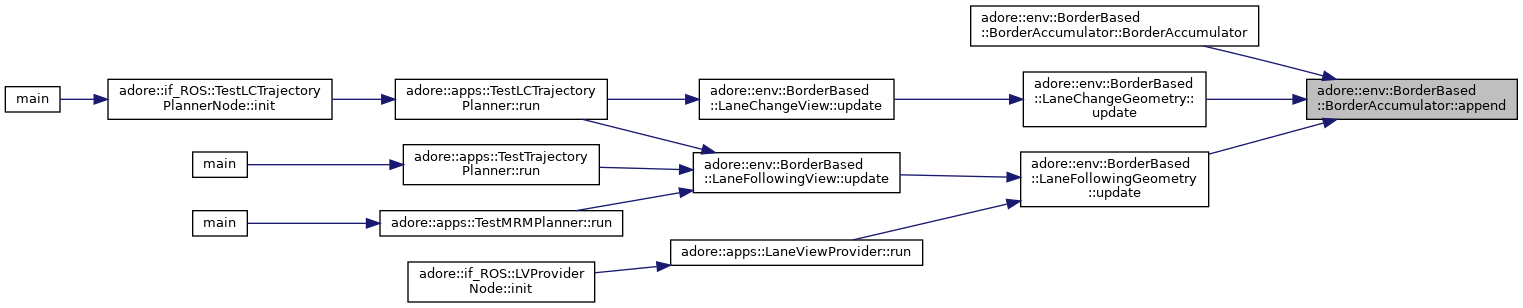 adore::env::BorderBased
::BorderAccumulator::BorderAccumulator
main
adore::if_ROS::TestLCTrajectory
PlannerNode::init
adore::apps::TestLCTrajectory
Planner::run
adore::env::BorderBased
::LaneChangeView::update
adore::env::BorderBased
::LaneChangeGeometry::
update
adore::env::BorderBased
::BorderAccumulator::append
main
adore::apps::TestTrajectory
Planner::run
adore::env::BorderBased
::LaneFollowingView::update
adore::env::BorderBased
::LaneFollowingGeometry
::update
main
adore::apps::TestMRMPlanner::run
adore::apps::LaneViewProvider::run
adore::if_ROS::LVProvider
Node::init